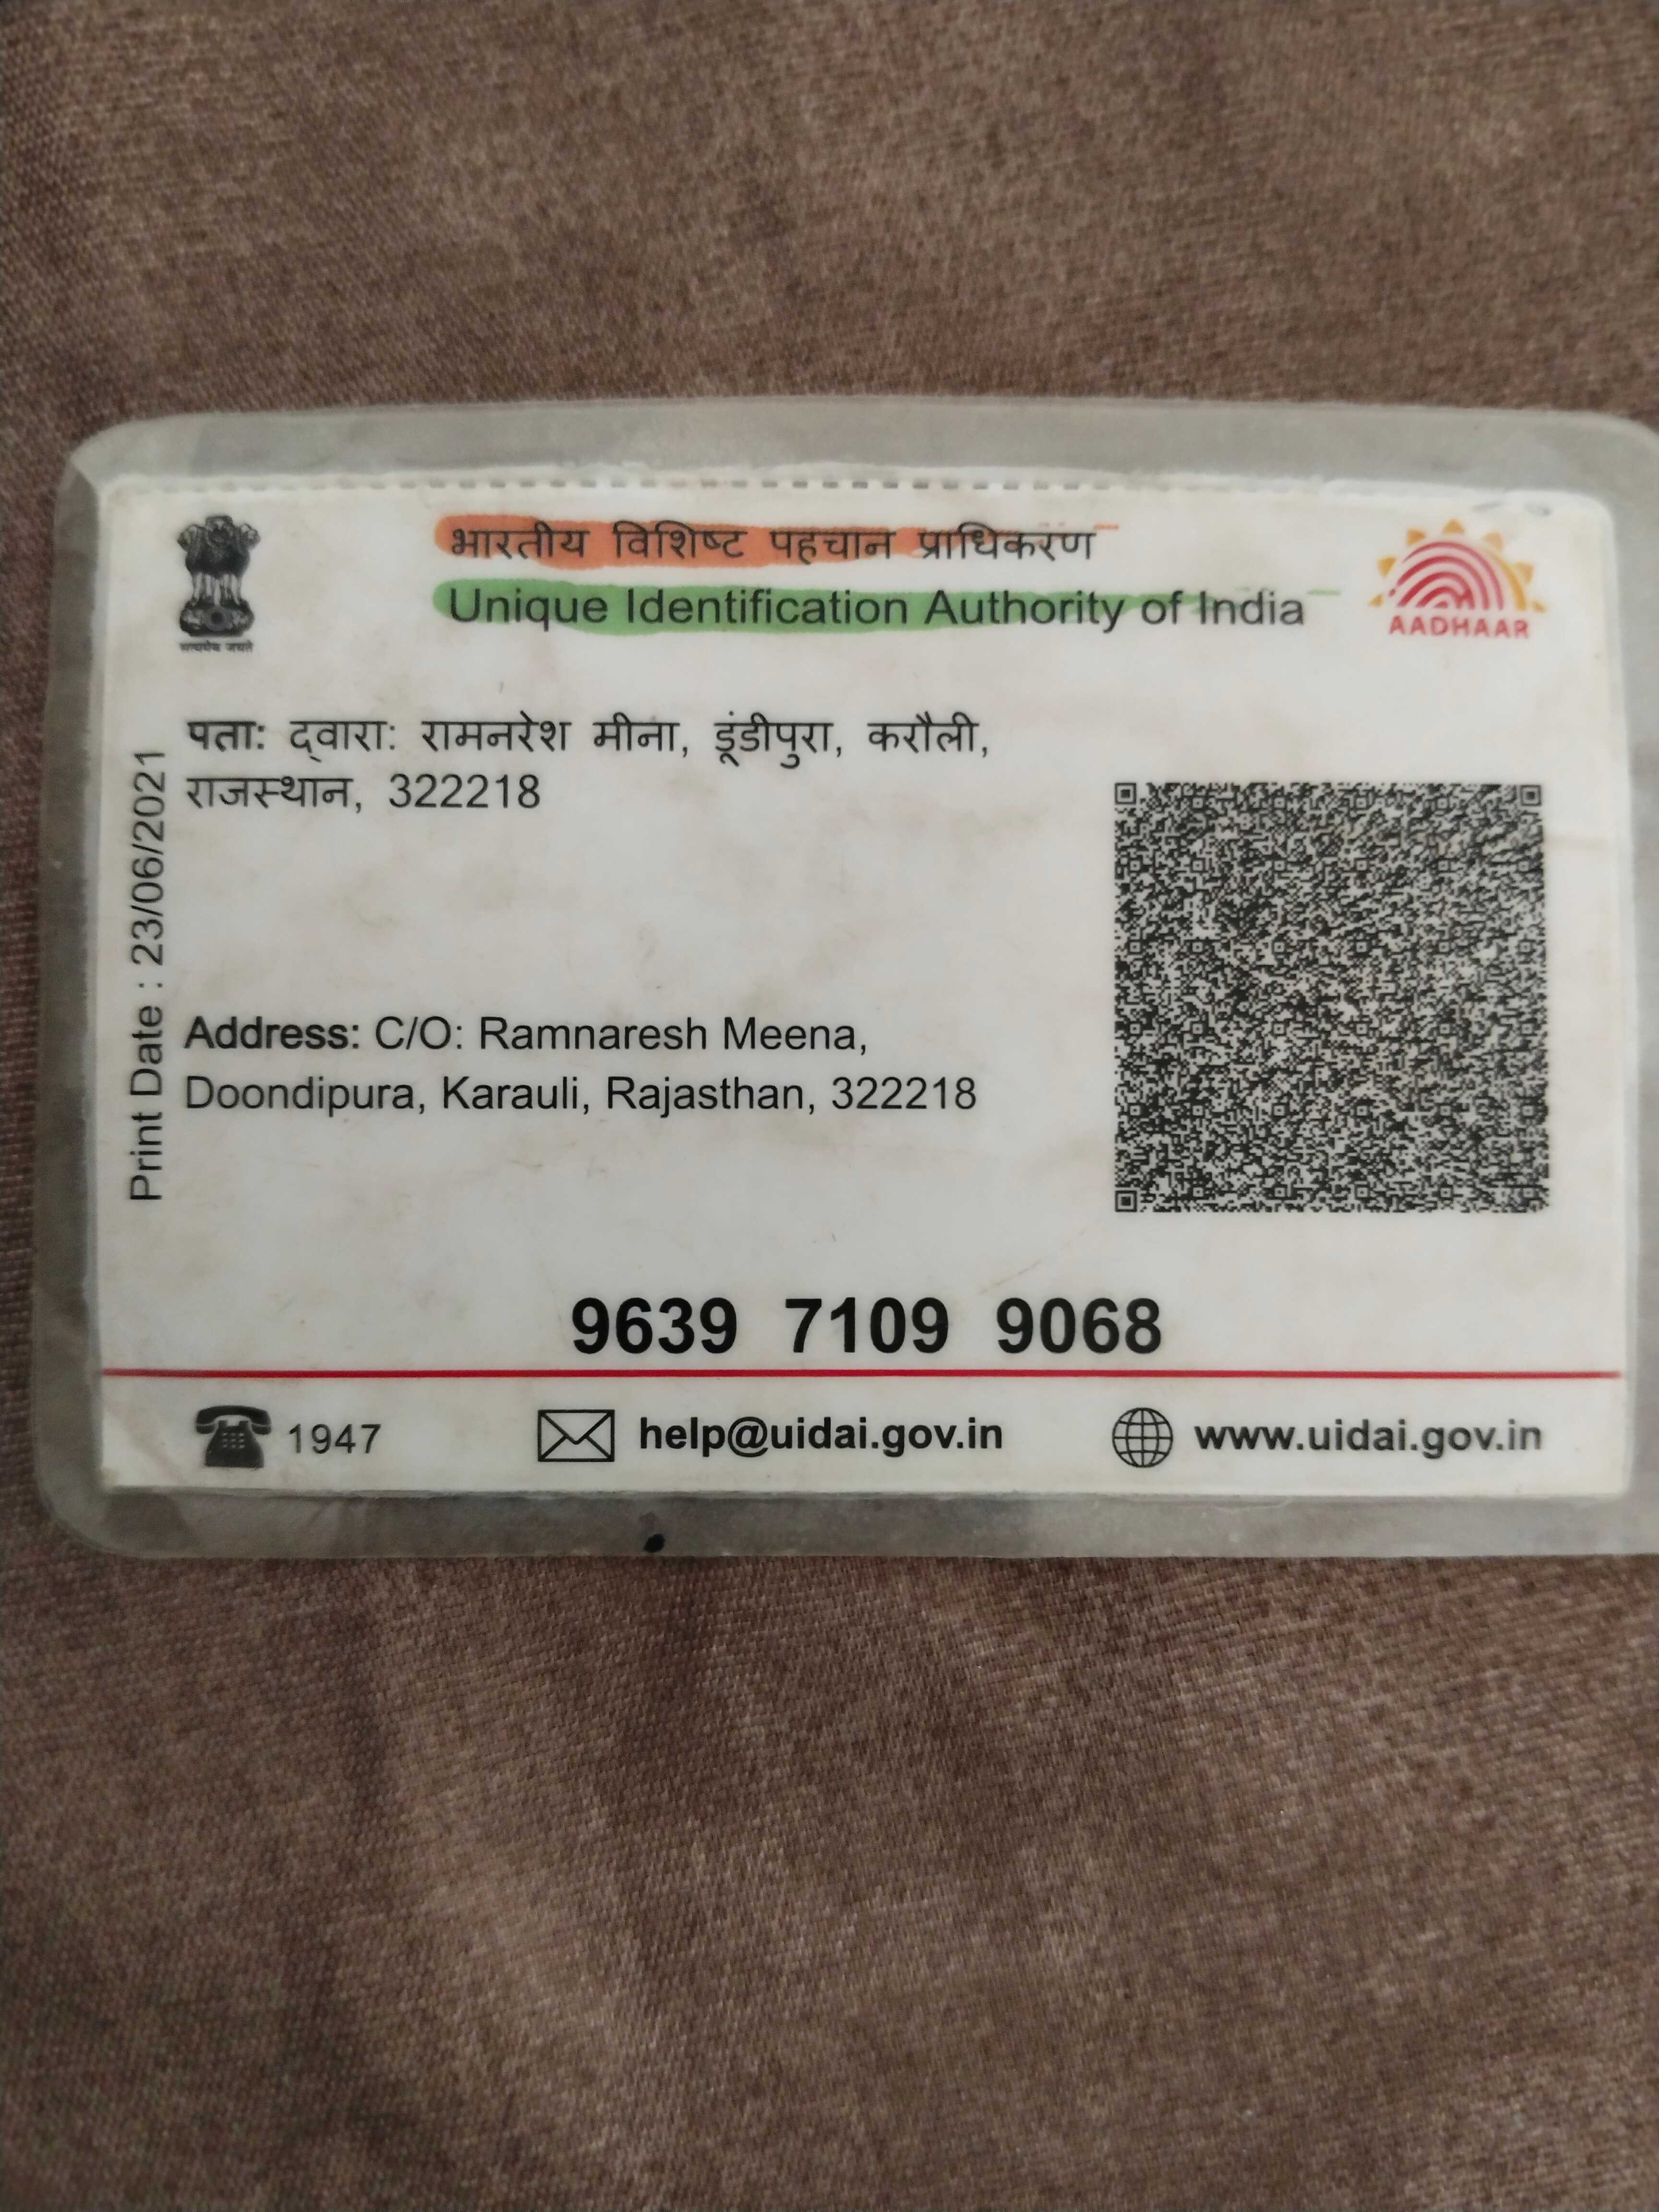 भारतीय विशिष्ट पहचान प्राधिकरण
Unique Identification Authority of India
सत्यमेव जयते
AADHAAR
पता: द्वारा: रामनरेश मीना, डूंडीपुरा, करौली,
राजस्थान, 322218
Print Date : 23/06/2021
Address: C/O: Ramnaresh Meena,
Doondipura, Karauli, Rajasthan, 322218
9639 7109 9068
1947
help@uidai.gov.in
www.uidai.gov.in